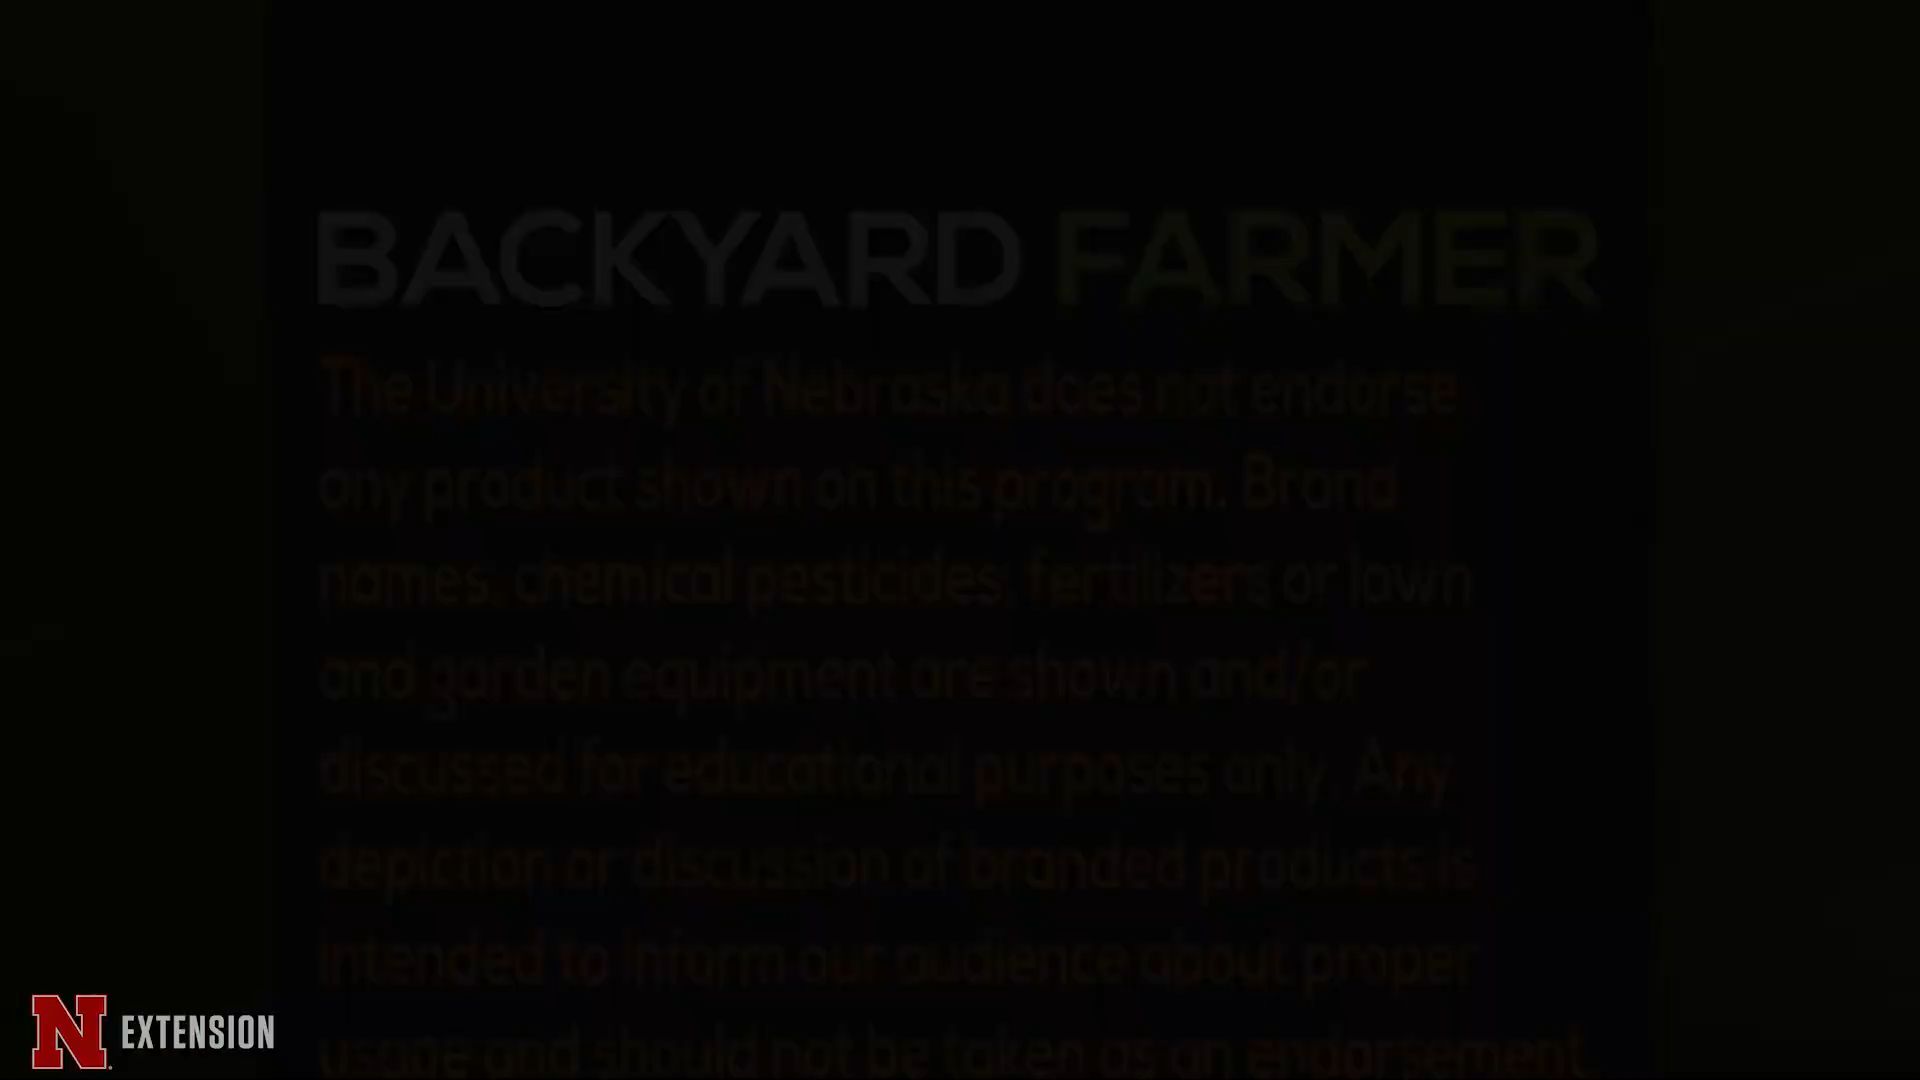 BACKYARD FARMER
The University of Nebraska does not endorse
any product shown on this program. Brand
names, chemical pesticides, fertilizers or lawn
and garden equipment are shown and/or
discussed for educational purposes only. Any
depiction or discussion of branded products is
intended to inform our audience about proper
usage and should not be taken as an endorsement.
N EXTENSION